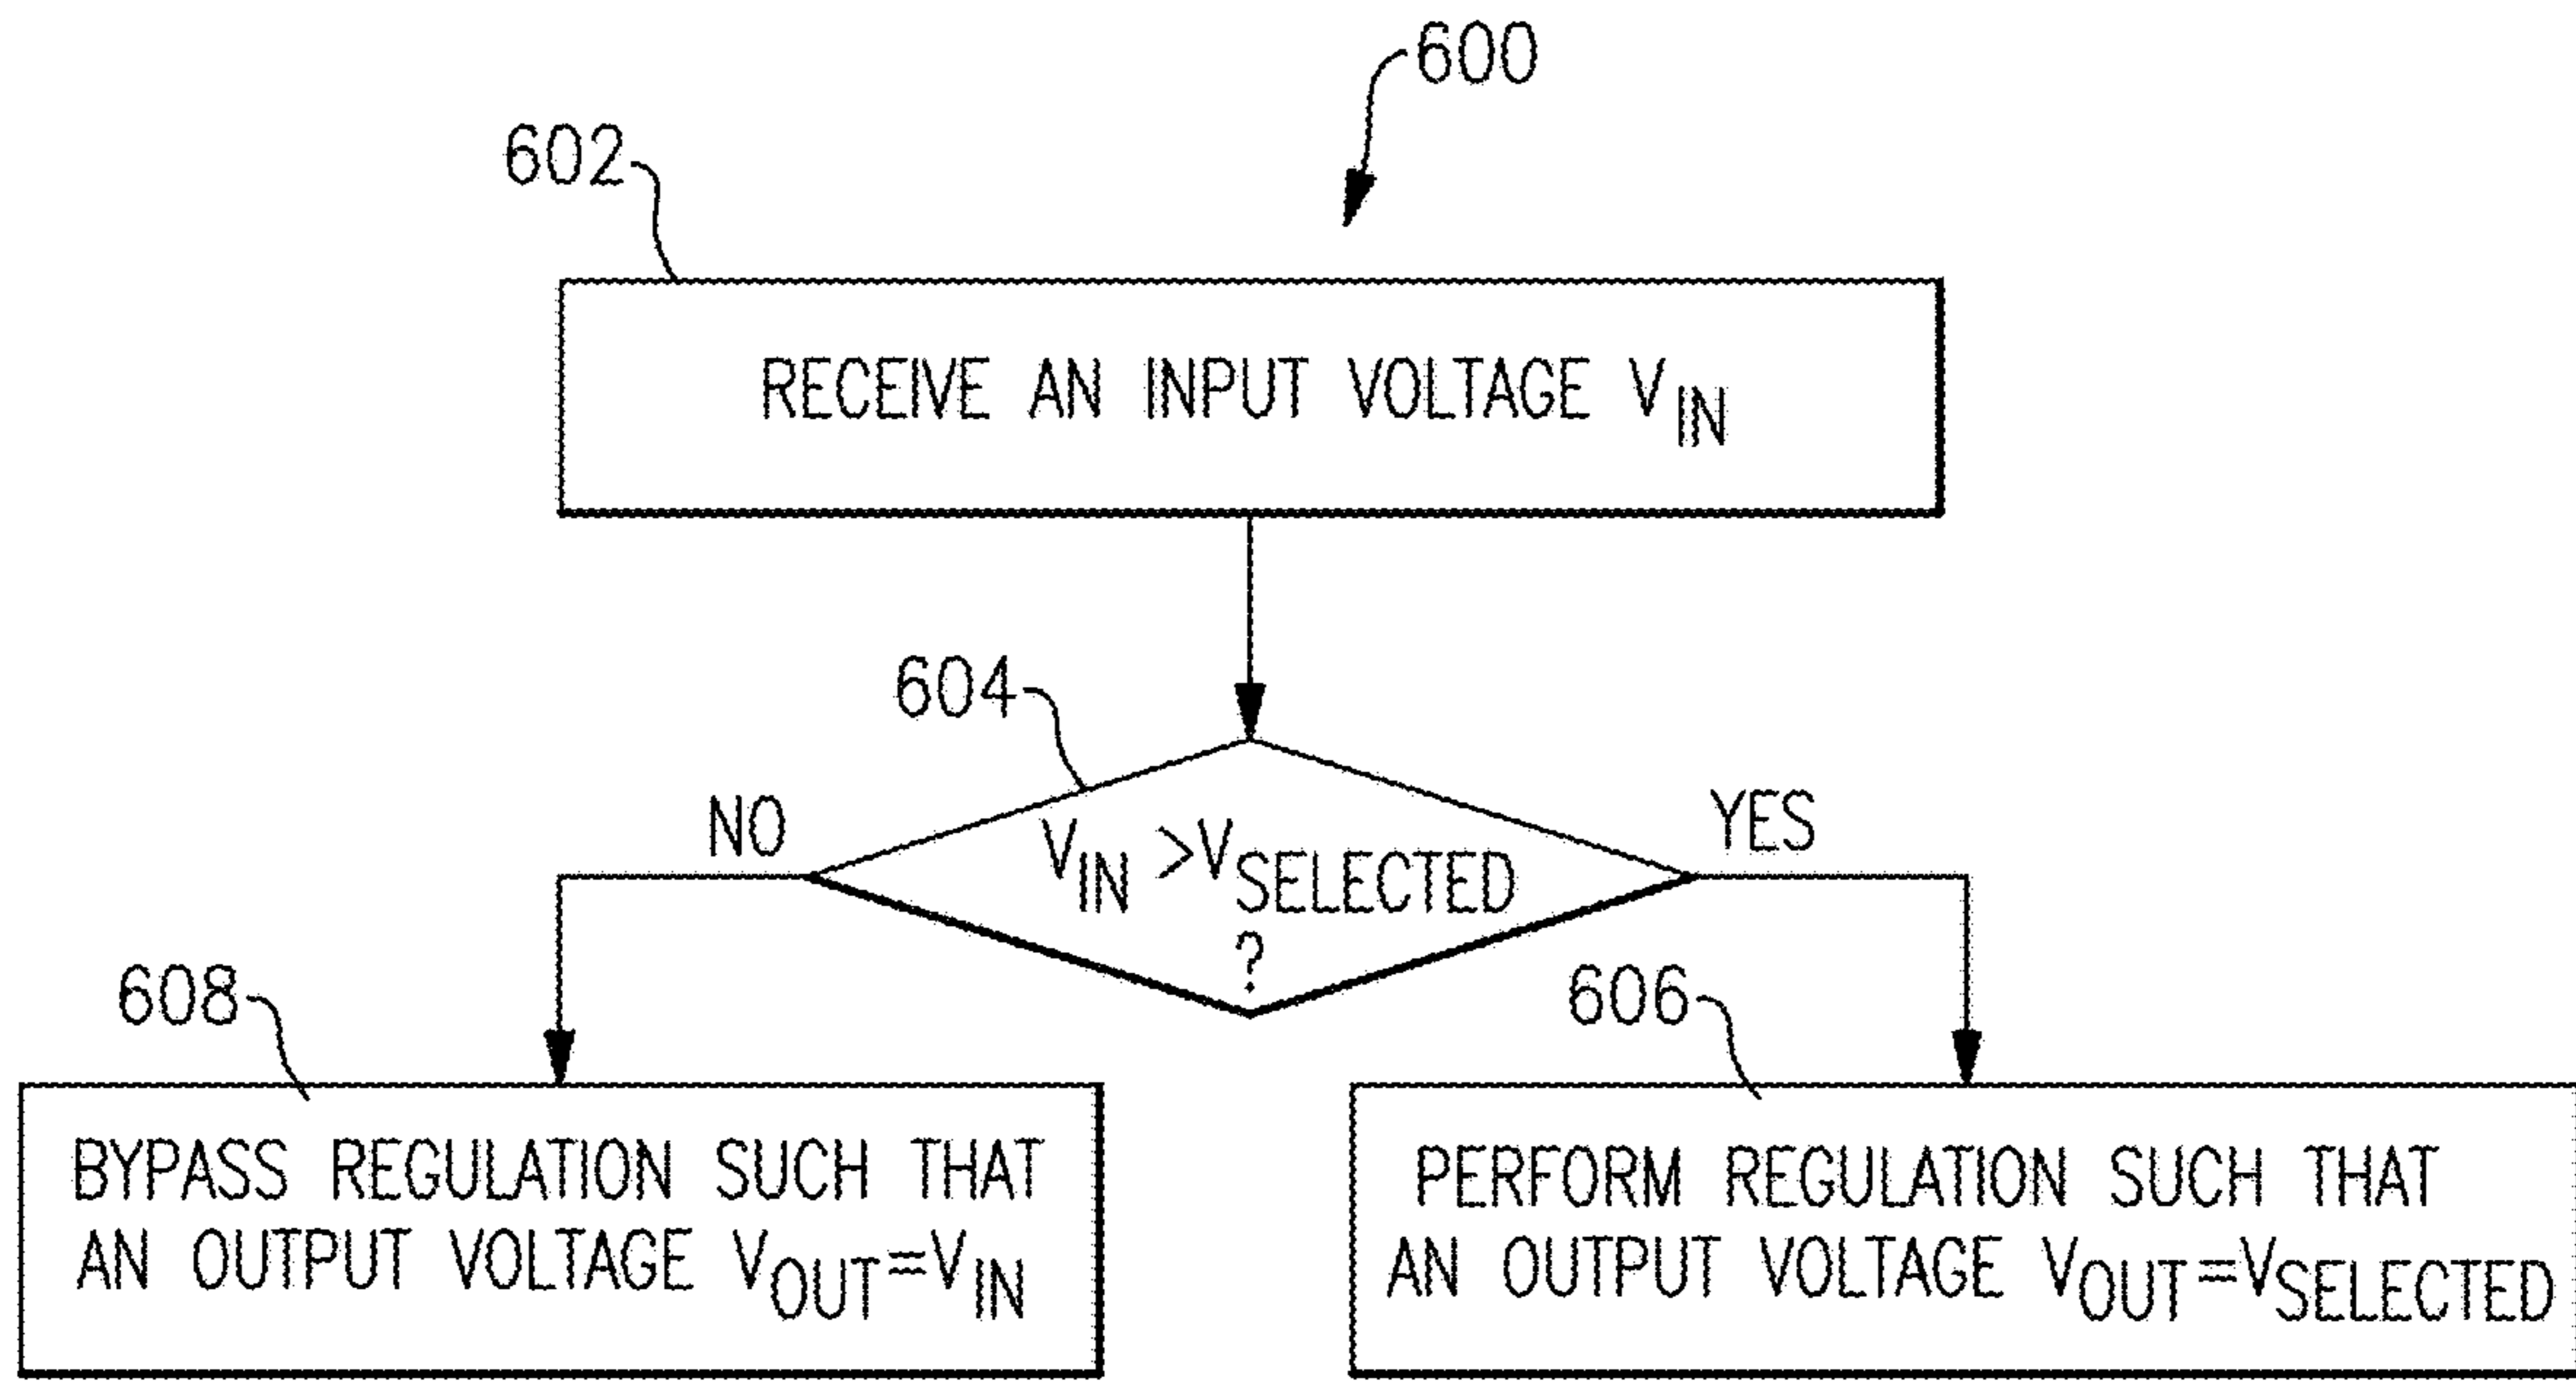 600
602
RECEIVE AN INPUT VOLTAGE VIN
604
NO
VIN >VSELECTED
?
YES
608
606
BYPASS REGULATION SUCH THAT
AN OUTPUT VOLTAGE VOUT=VIN
PERFORM REGULATION SUCH THAT
AN OUTPUT VOLTAGE VOUT=VSELECTED